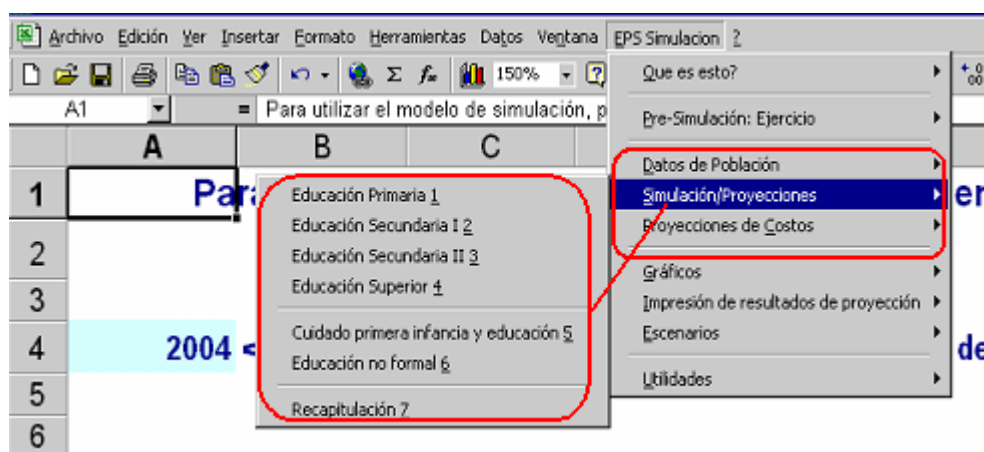 Archivo Edición Ver Insertar Formato Herramientas Datos Ventana EPS Simulacion ?
Σ fx 150%
A1 = Para utilizar el modelo de simulación, p
A B C
Que es esto?
Pre-Simulación: Ejercicio
Datos de Población
Simulación/Proyecciones
Proyecciones de Costos
Gráficos
Impresión de resultados de proyección
Escenarios
Utilidades
Educación Primaria 1
Educación Secundaria I 2
Educación Secundaria II 3
Educación Superior 4
Cuidado primera infancia y educación 5
Educación no formal 6
Recapitulación 7
1 Para er
2
3
4 2004 < de
5
6